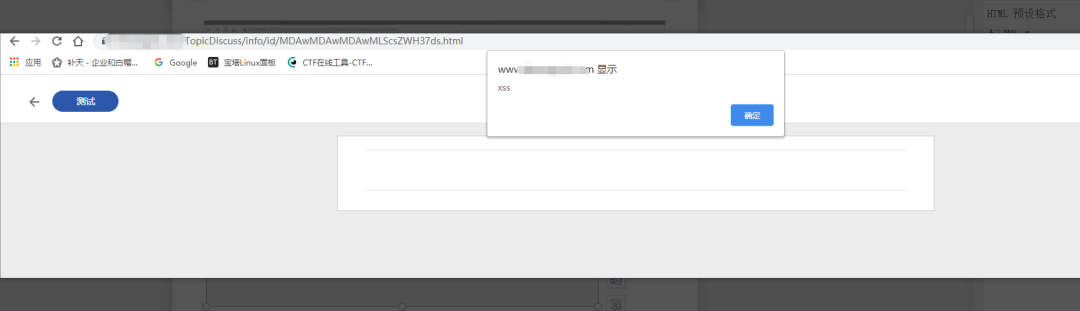 HTML 预设格式
TopicDiscuss/info/id/MDAwMDAwMDAwMLScsZWH37ds.html
应用 补天 - 企业和白帽... Google BT 宝塔Linux面板 CTF在线工具-CTF...
www m 显示
xss
确定
测试